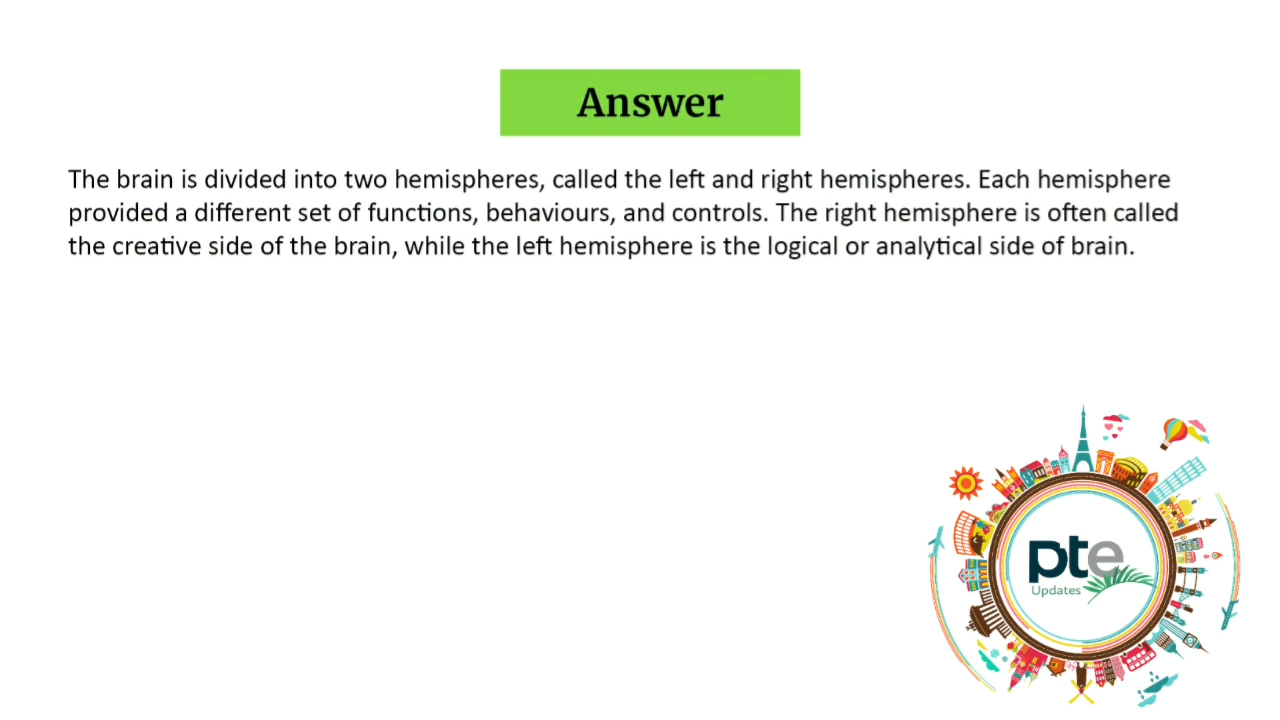 Answer
The brain is divided into two hemispheres, called the left and right hemispheres. Each hemisphere
provided a different set of functions, behaviours, and controls. The right hemisphere is often called
the creative side of the brain, while the left hemisphere is the logical or analytical side of brain.
pte
Updates